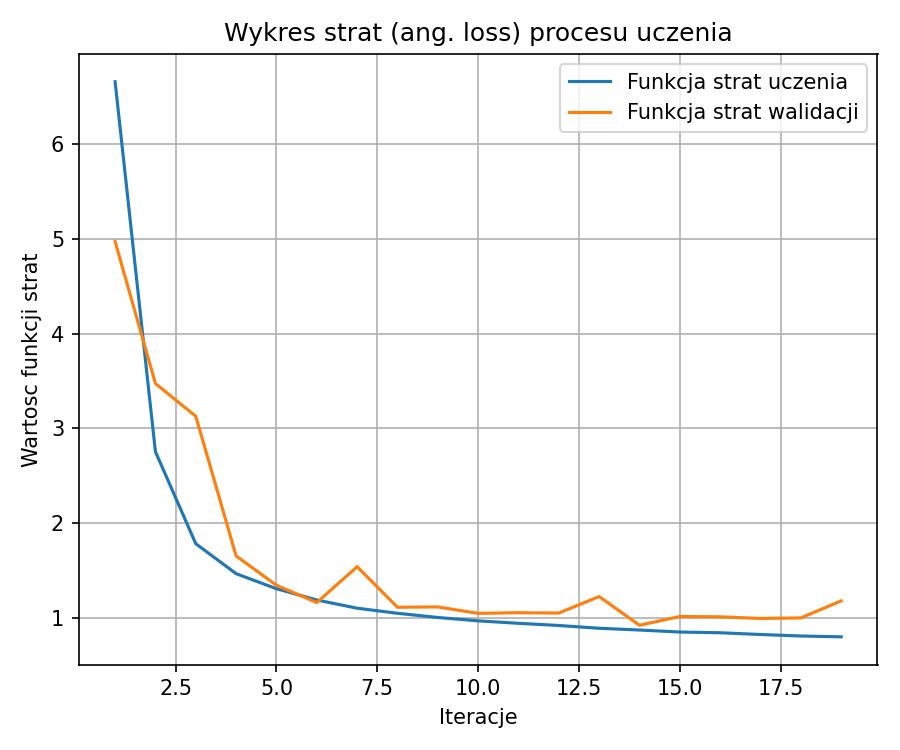 Wykres strat (ang. loss) procesu uczenia
Funkcja strat uczenia
Funkcja strat walidacji
6
5
4
3
2
1
Wartosc funkcji strat
2.5 5.0 7.5 10.0 12.5 15.0 17.5
Iteracje